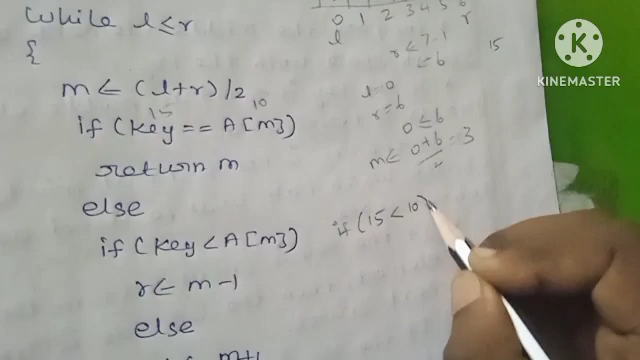 While l≤r
{
m ← (l+r)/2
15 10
if (Key == A[m])
return m
else
if (Key < A[m])
r ← m-1
else
m+1
0 1 2 3 4 5 6
l r
r ← 7-1
← 6
15
l=0
r=6
0≤6
m← 0+6 = 3
2
if (15<10)
K
KINEMASTER